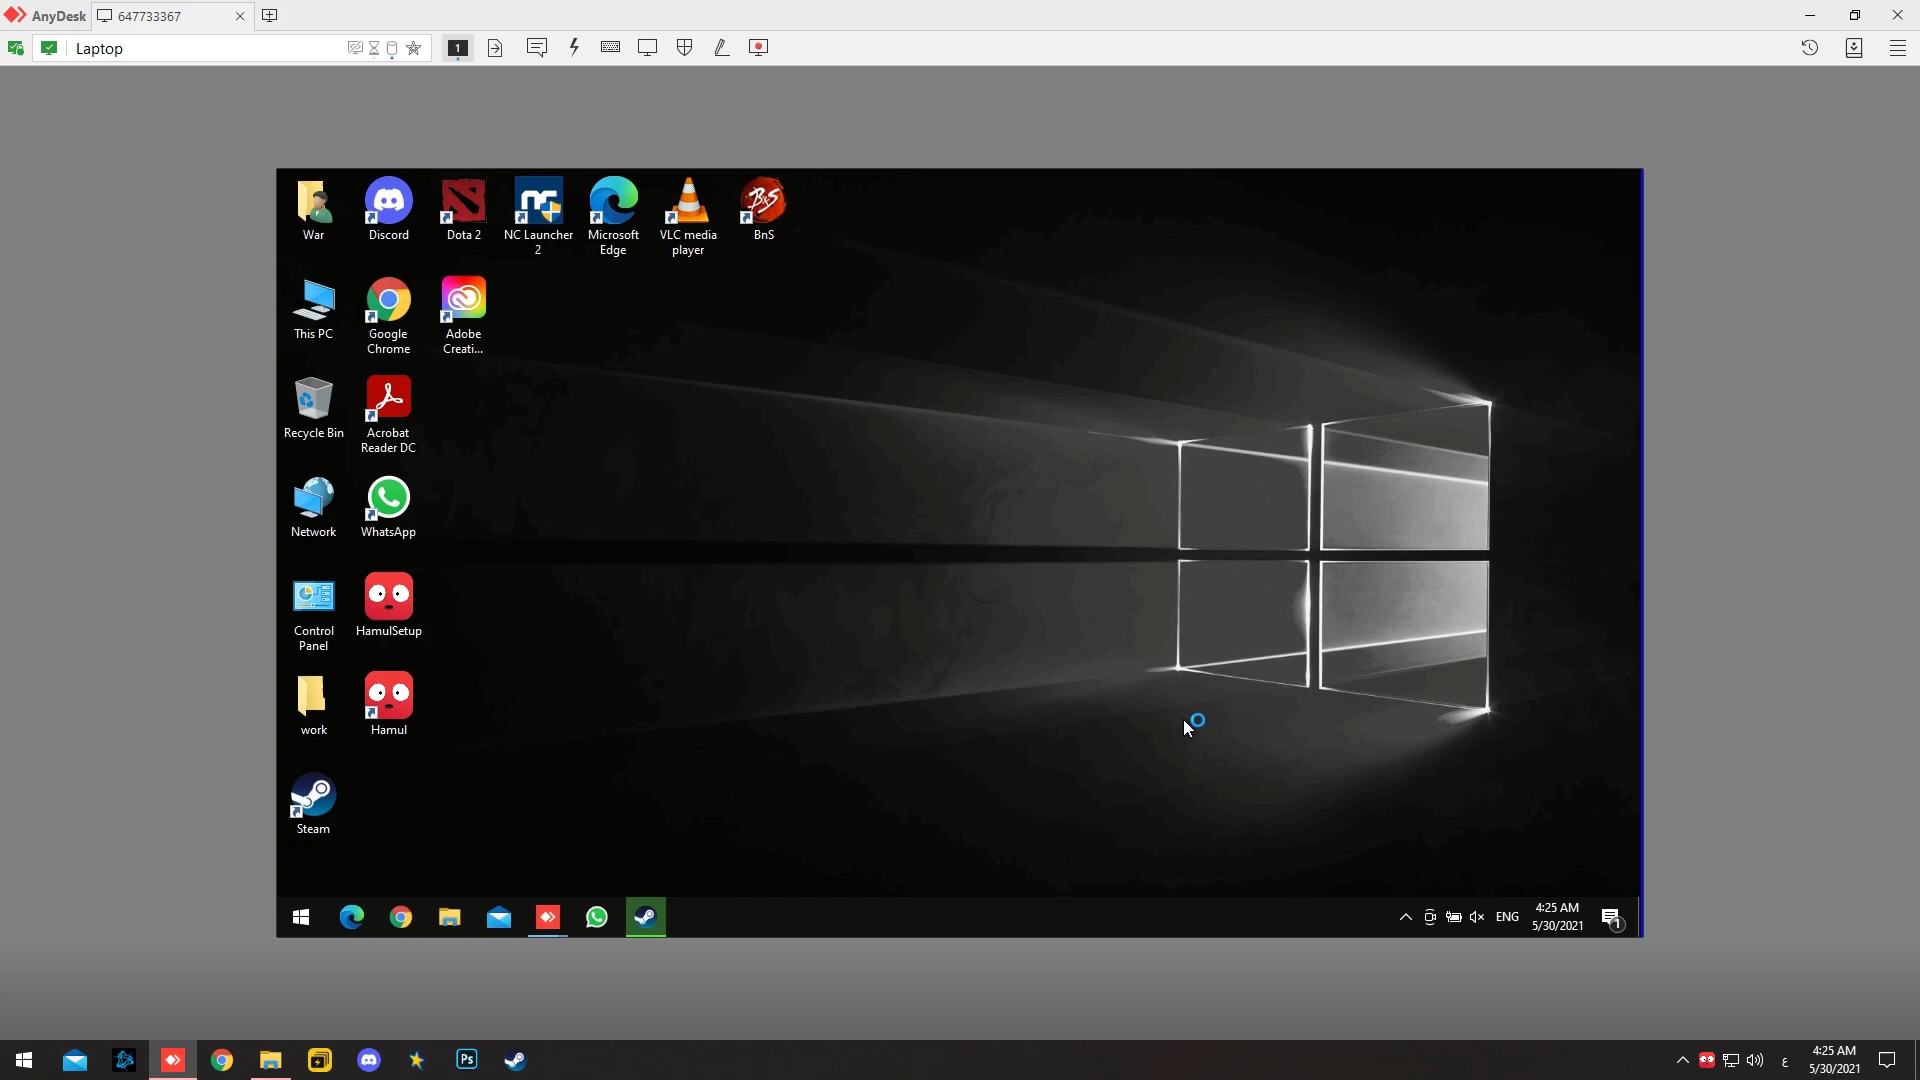 AnyDesk
647733367
Laptop
1
War
Discord
Dota 2
NC Launcher
2
Microsoft
Edge
VLC media
player
B&S
BnS
This PC
Google
Chrome
Adobe
Creati...
Recycle Bin
Acrobat
Reader DC
Network
WhatsApp
Control
Panel
HamulSetup
work
Hamul
Steam
ENG
4:25 AM
5/30/2021
1
Ps
ع
4:25 AM
5/30/2021